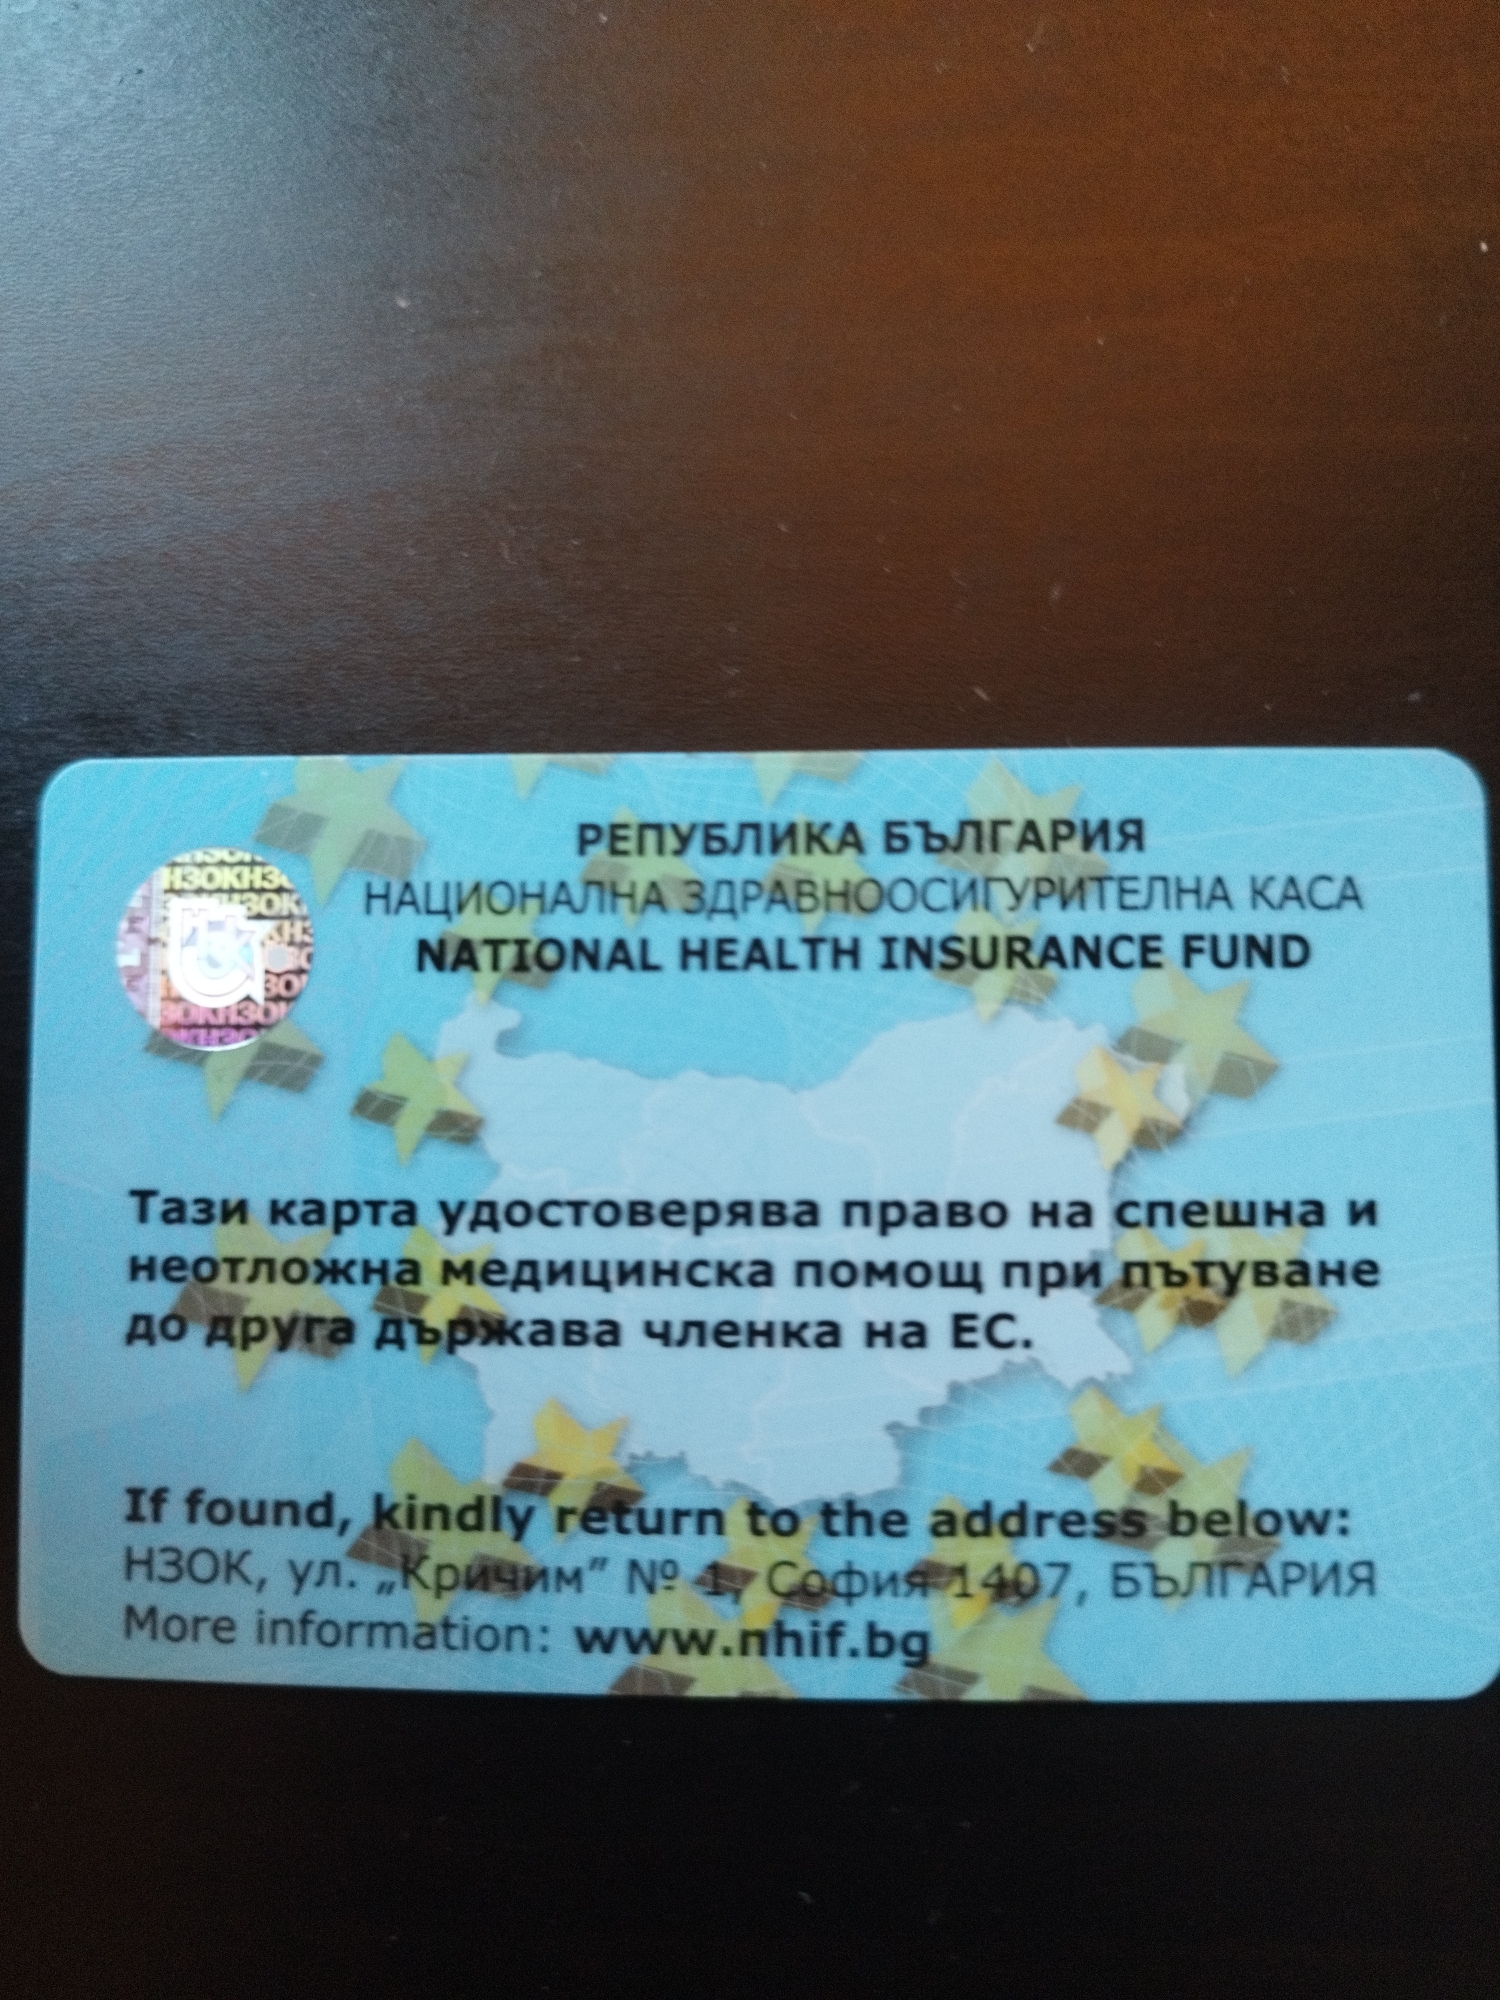 РЕПУБЛИКА БЪЛГАРИЯ
НАЦИОНАЛНА ЗДРАВНООСИГУРИТЕЛНА КАСА
NATIONAL HEALTH INSURANCE FUND
НЗОКНЗО
Тази карта удостоверява право на спешна и
неотложна медицинска помощ при пътуване
до друга държава членка на ЕС.
If found, kindly return to the address below:
НЗОК, ул. „Кричим” № 1, София 1407, БЪЛГАРИЯ
More information: www.nhif.bg